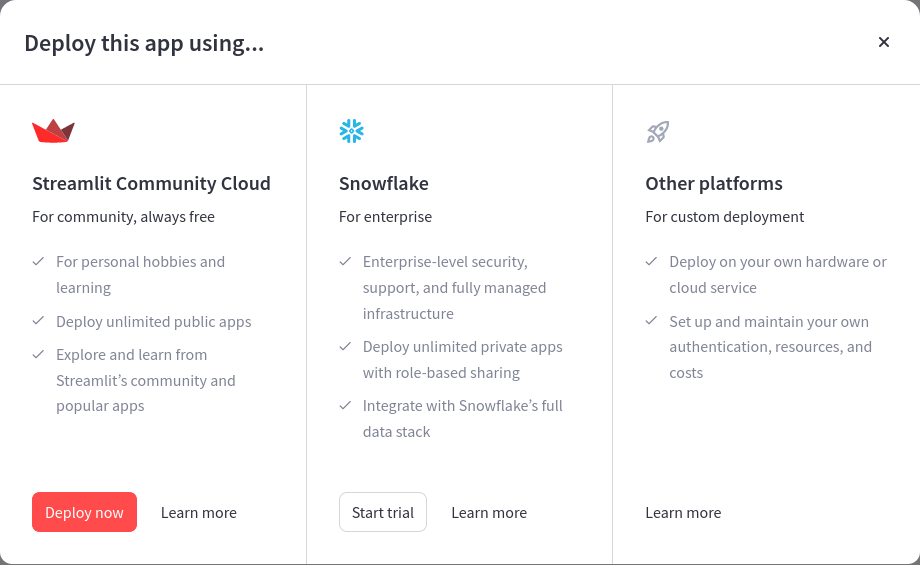 Deploy this app using...
Streamlit Community Cloud
For community, always free
For personal hobbies and
learning
Deploy unlimited public apps
Explore and learn from
Streamlit’s community and
popular apps
Deploy now
Learn more
Snowflake
For enterprise
Enterprise-level security,
support, and fully managed
infrastructure
Deploy unlimited private apps
with role-based sharing
Integrate with Snowflake’s full
data stack
Start trial
Learn more
Other platforms
For custom deployment
Deploy on your own hardware or
cloud service
Set up and maintain your own
authentication, resources, and
costs
Learn more